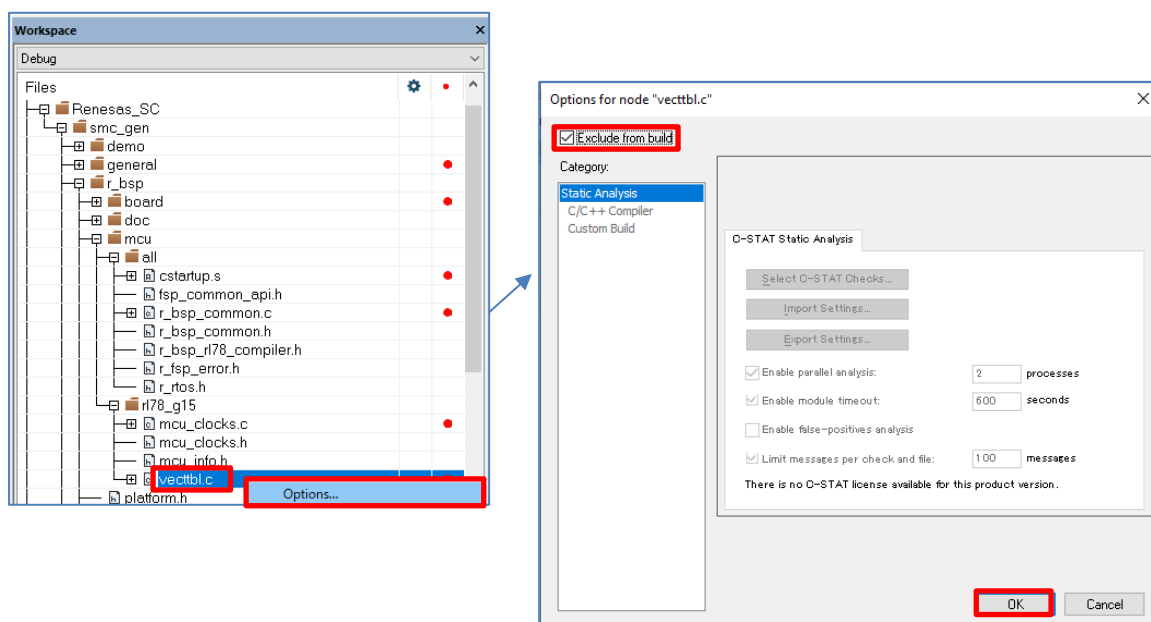 Workspace
Debug
Files
Renesas_SC
smc_gen
demo
general
r_bsp
board
doc
mcu
all
cstartup.s
fsp_common_api.h
r_bsp_common.c
r_bsp_common.h
r_bsp_rl78_compiler.h
r_fsp_error.h
r_rtos.h
rl78_g15
mcu_clocks.c
mcu_clocks.h
mcu_info.h
vecttbl.c
platform.h
Options...
Options for node "vecttbl.c"
Exclude from build
Category:
Static Analysis
C/C++ Compiler
Custom Build
C-STAT Static Analysis
Select C-STAT Checks...
Import Settings...
Export Settings...
Enable parallel analysis: 2 processes
Enable module timeout: 600 seconds
Enable false-positives analysis
Limit messages per check and file: 100 messages
There is no C-STAT license available for this product version.
OK Cancel